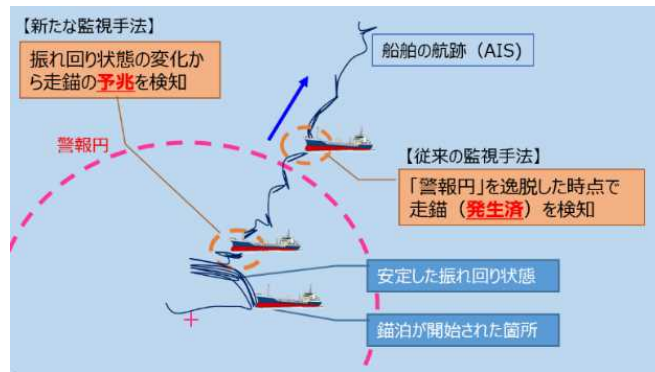 【新たな監視手法】
振れ回り状態の変化か
ら走錨の予兆を検知
船舶の航跡（AIS）
警報円
【従来の監視手法】
「警報円」を逸脱した時点で
走錨（発生済）を検知
安定した振れ回り状態
錨泊が開始された箇所